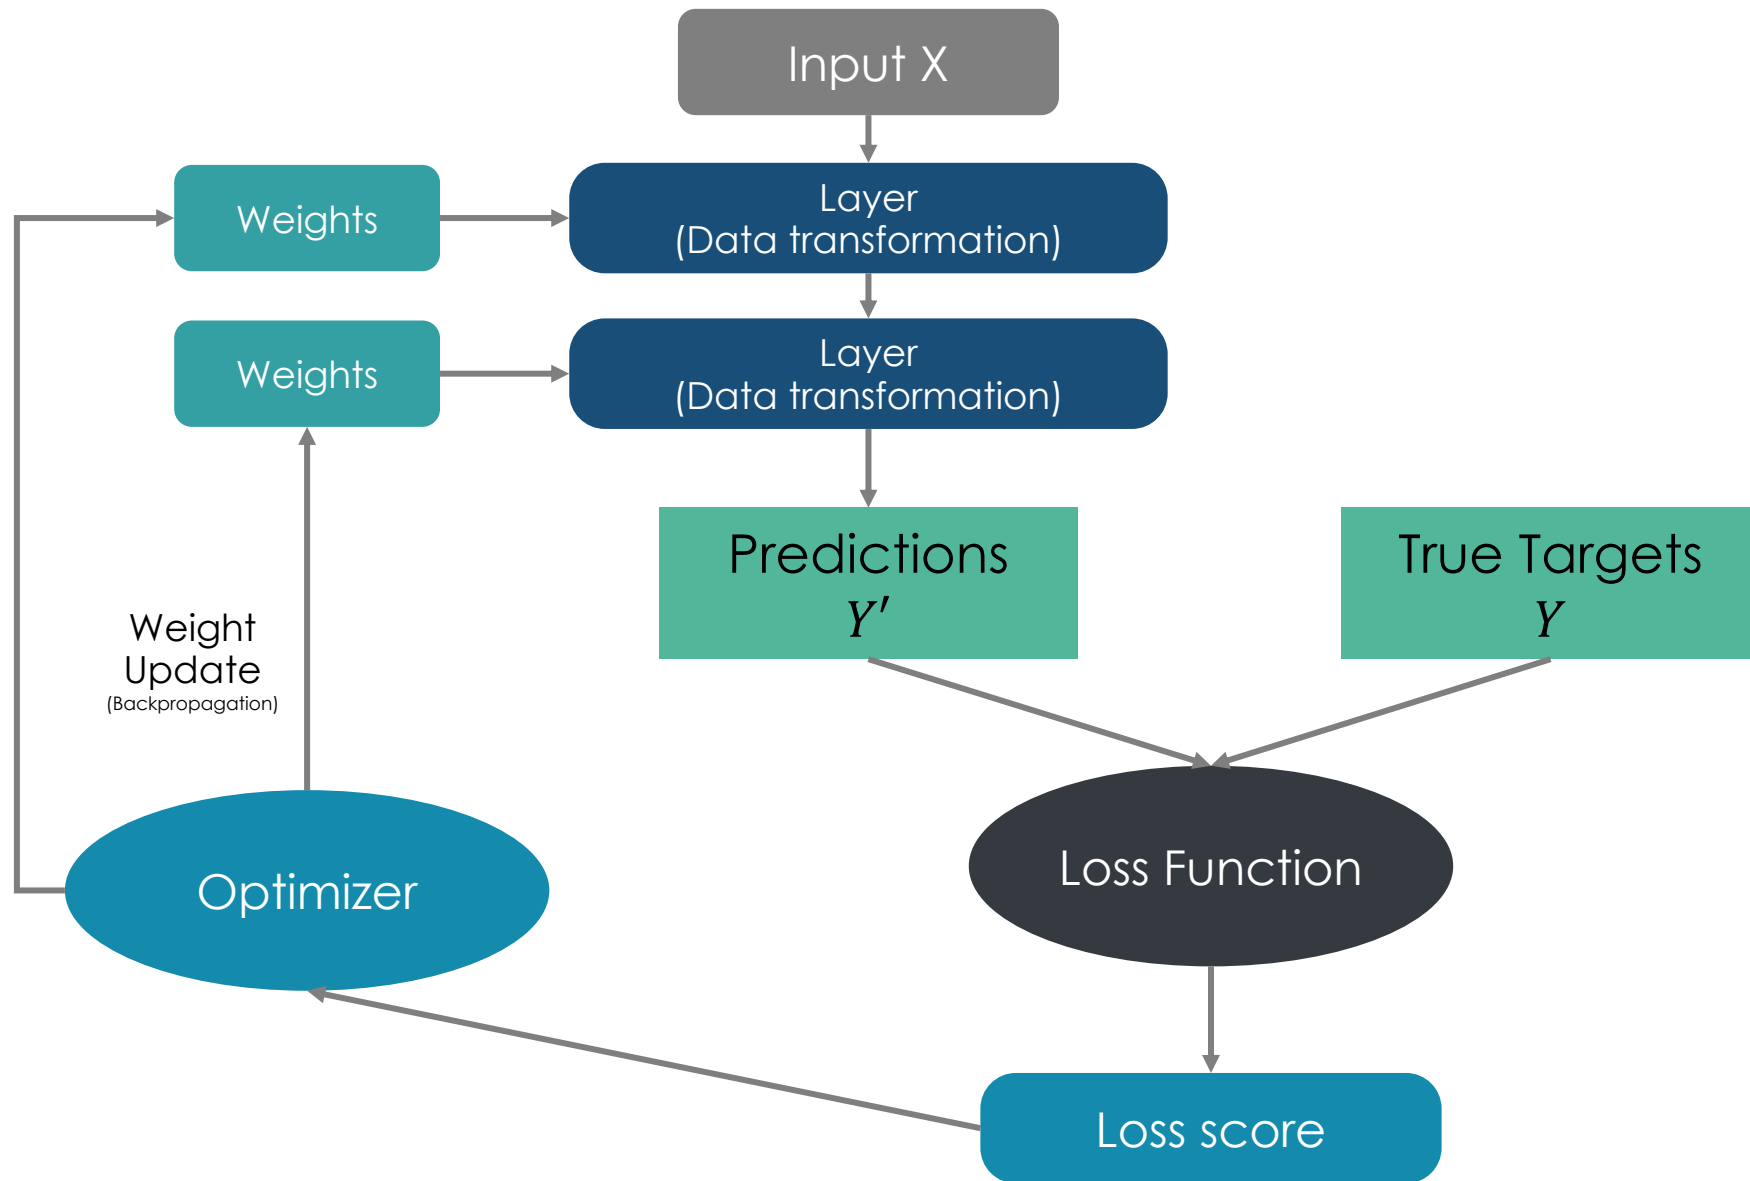 Input X
Weights
Layer
(Data transformation)
Weights
Layer
(Data transformation)
Predictions
Y′
True Targets
Y
Weight
Update
(Backpropagation)
Optimizer
Loss Function
Loss score